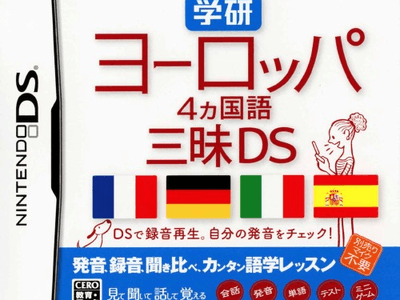 NINTENDO DS
学研
ヨーロッパ
4ヵ国語
三昧DS
DSで録音再生。自分の発音をチェック!
別売り
マイク
不要
発音、録音、聞き比べ、カンタン語学レッスン
CERO
教育・
見て聞いて話して覚える
会話
発音
単語
テスト
ミニ
ゲーム